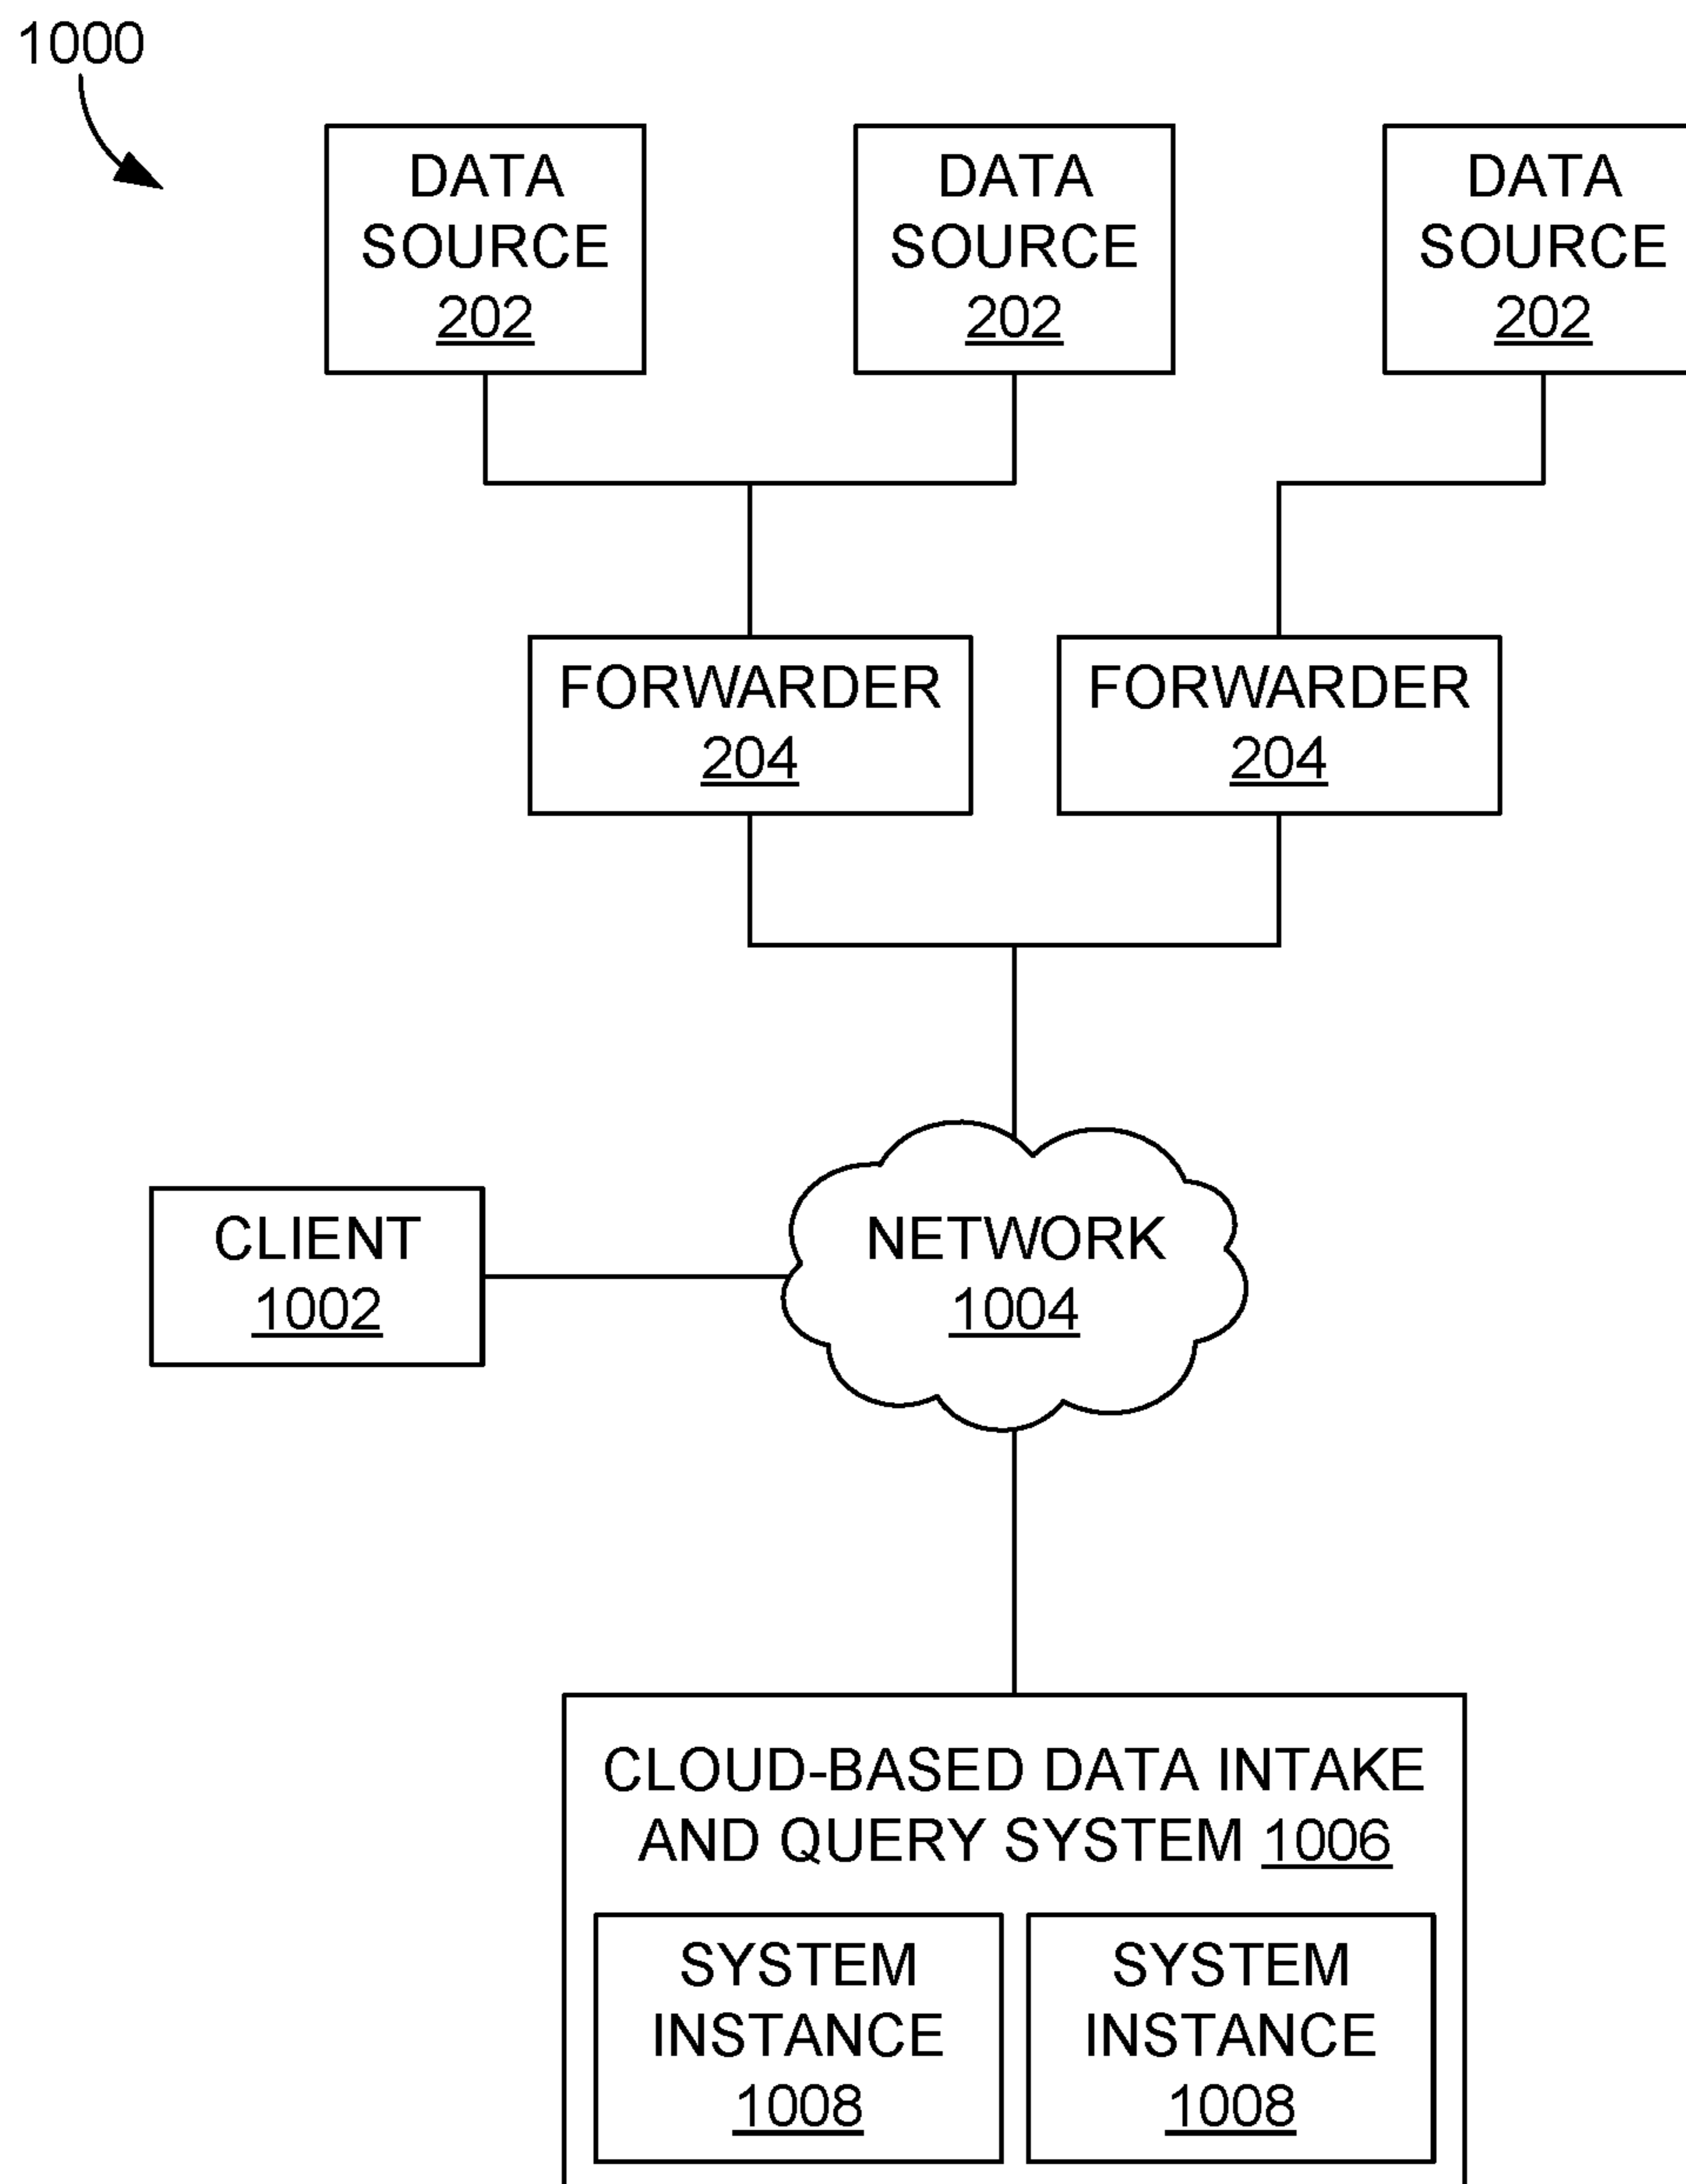 1000
DATA
SOURCE
202
DATA
SOURCE
202
DATA
SOURCE
202
FORWARDER
204
FORWARDER
204
CLIENT
1002
NETWORK
1004
CLOUD-BASED DATA INTAKE
AND QUERY SYSTEM 1006
SYSTEM
INSTANCE
1008
SYSTEM
INSTANCE
1008